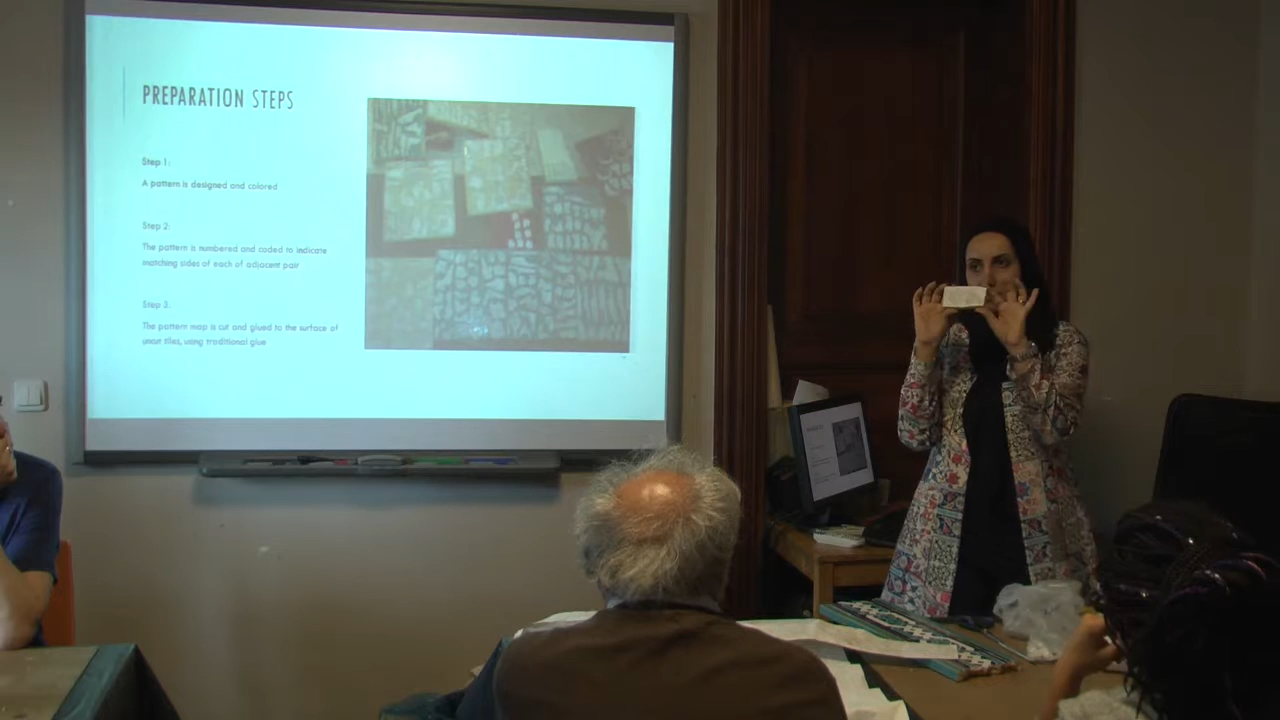 PREPARATION STEPS
Step 1:
A pattern is designed and colored
Step 2:
The pattern is numbered and coded to indicate
matching sides of each of adjacent pair
Step 3:
The pattern map is cut and glued to the surface of
uncut tiles, using traditional glue